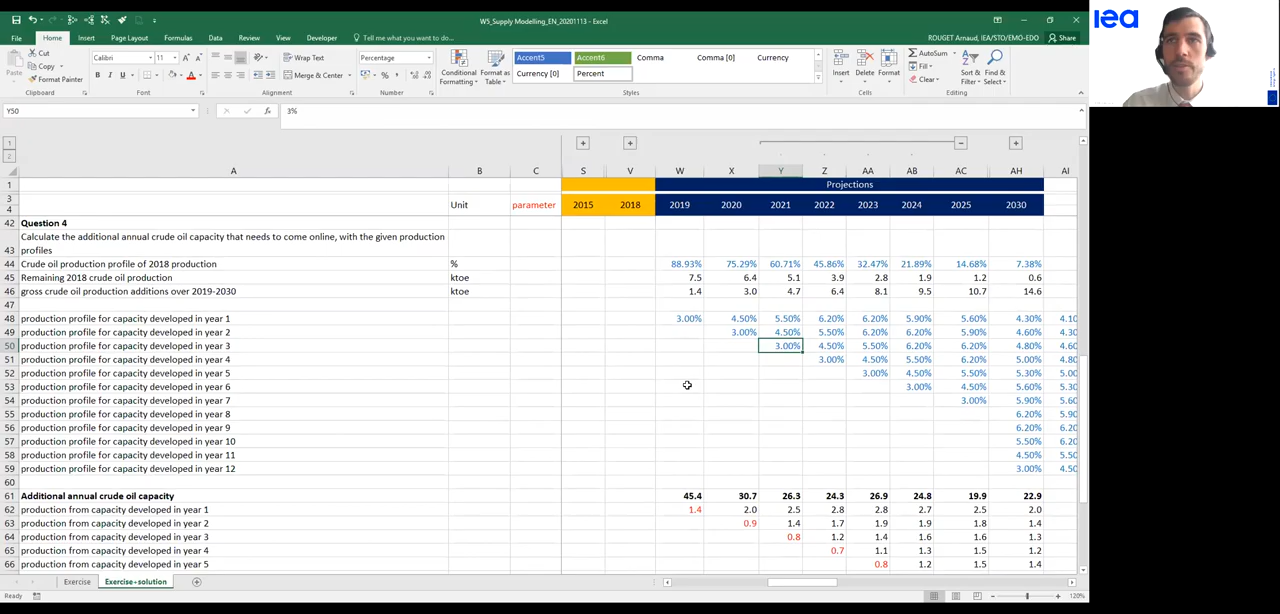 W5_Supply Modelling_EN_20201113 - Excel
ROUGET Arnaud, IEA/STO/EMO-EDO Share
iea
File Home Insert Page Layout Formulas Data Review View Developer Tell me what you want to do...
Paste Cut Copy Format Painter Clipboard
Calibri 11 Font
Wrap Text Merge & Center Alignment
Percentage Number
Conditional Formatting Format as Table
Accent5 Accent6 Comma Comma [0] Currency
Currency [0] Percent
Styles
Insert Delete Format Cells
AutoSum Fill Clear Sort & Filter Find & Select Editing
Y50 3%
A B C S V W X Y Z AA AB AC AH AI
1 Projections
3
4 Unit parameter 2015 2018 2019 2020 2021 2022 2023 2024 2025 2030
42 Question 4
43 Calculate the additional annual crude oil capacity that needs to come online, with the given production
profiles
44 Crude oil production profile of 2018 production % 88.93% 75.29% 60.71% 45.86% 32.47% 21.89% 14.68% 7.38%
45 Remaining 2018 crude oil production ktoe 7.5 6.4 5.1 3.9 2.8 1.9 1.2 0.6
46 gross crude oil production additions over 2019-2030 ktoe 1.4 3.0 4.7 6.4 8.1 9.5 10.7 14.6
47
48 production profile for capacity developed in year 1 3.00% 4.50% 5.50% 6.20% 6.20% 5.90% 5.60% 4.30% 4.10
49 production profile for capacity developed in year 2 3.00% 4.50% 5.50% 6.20% 6.20% 5.90% 4.60% 4.30
50 production profile for capacity developed in year 3 3.00% 4.50% 5.50% 6.20% 6.20% 4.80% 4.60
51 production profile for capacity developed in year 4 3.00% 4.50% 5.50% 6.20% 5.00% 4.80
52 production profile for capacity developed in year 5 3.00% 4.50% 5.50% 5.30% 5.00
53 production profile for capacity developed in year 6 3.00% 4.50% 5.60% 5.30
54 production profile for capacity developed in year 7 3.00% 5.90% 5.60
55 production profile for capacity developed in year 8 6.20% 5.90
56 production profile for capacity developed in year 9 6.20% 6.20
57 production profile for capacity developed in year 10 5.50% 6.20
58 production profile for capacity developed in year 11 4.50% 5.50
59 production profile for capacity developed in year 12 3.00% 4.50
60
61 Additional annual crude oil capacity 45.4 30.7 26.3 24.3 26.9 24.8 19.9 22.9
62 production from capacity developed in year 1 1.4 2.0 2.5 2.8 2.8 2.7 2.5 2.0
63 production from capacity developed in year 2 0.9 1.4 1.7 1.9 1.9 1.8 1.4
64 production from capacity developed in year 3 0.8 1.2 1.4 1.6 1.6 1.3
65 production from capacity developed in year 4 0.7 1.1 1.3 1.5 1.2
66 production from capacity developed in year 5 0.8 1.2 1.5 1.4
Exercise Exercise+solution
Ready 120%